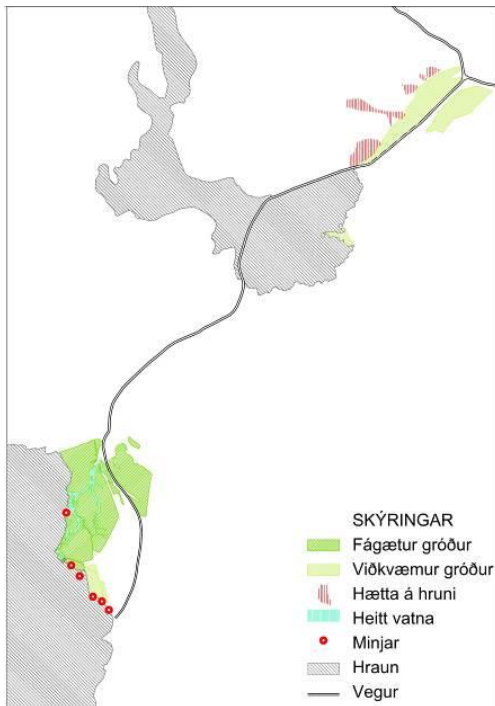 SKÝRINGAR
Fágætur gróður
Viðkvæmur gróður
Hætta á hruni
Heitt vatna
Minjar
Hraun
Vegur